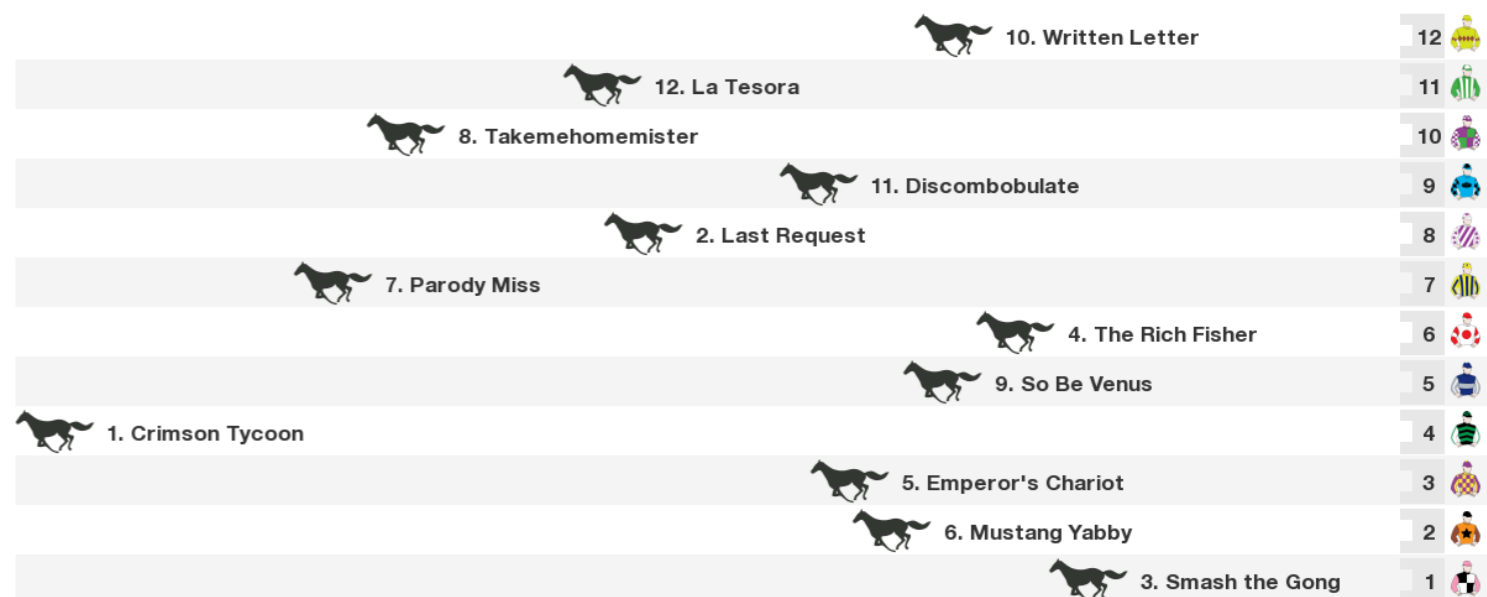 10. Written Letter 12
12. La Tesora 11
8. Takemehomemister 10
11. Discombobulate 9
2. Last Request 8
7. Parody Miss 7
4. The Rich Fisher 6
9. So Be Venus 5
1. Crimson Tycoon 4
5. Emperor's Chariot 3
6. Mustang Yabby 2
3. Smash the Gong 1